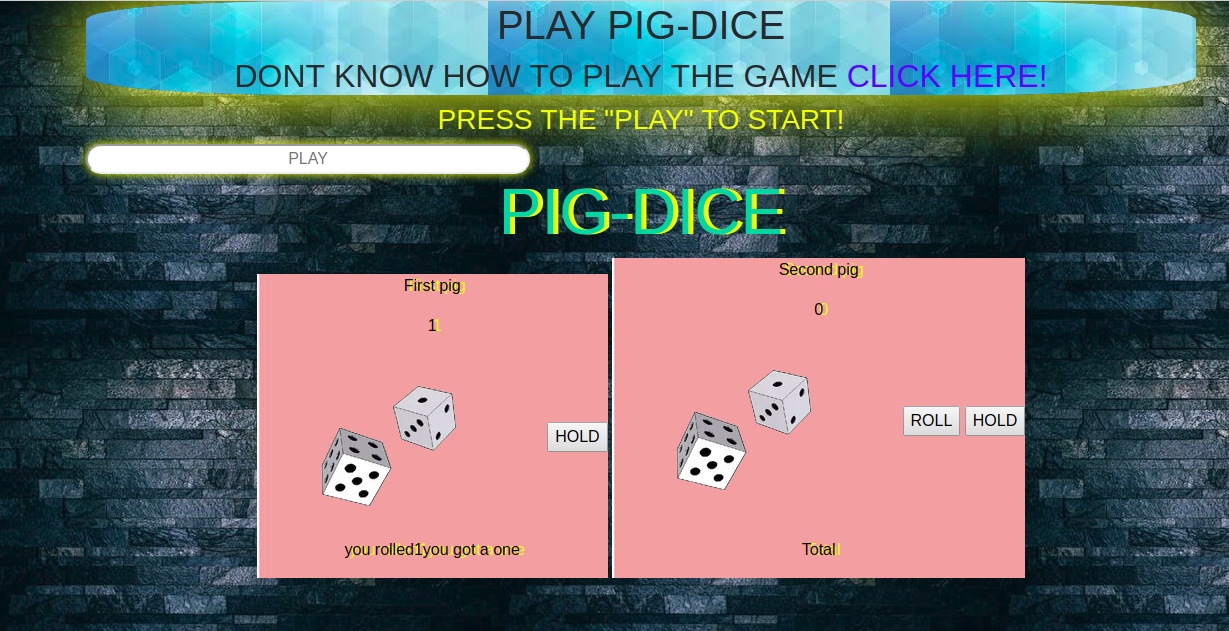 PLAY PIG-DICE
DONT KNOW HOW TO PLAY THE GAME CLICK HERE!
PRESS THE "PLAY" TO START!
PLAY
PIG-DICE
First pig
1
HOLD
you rolled1you got a one
Second pig
0
ROLL HOLD
Total